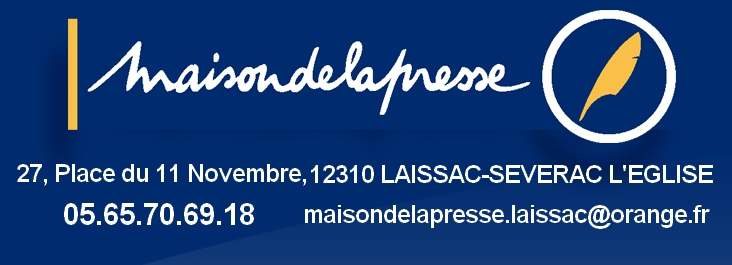 maisondelapresse
27, Place du 11 Novembre,12310 LAISSAC-SEVERAC L'EGLISE
05.65.70.69.18 maisondelapresse.laissac@orange.fr